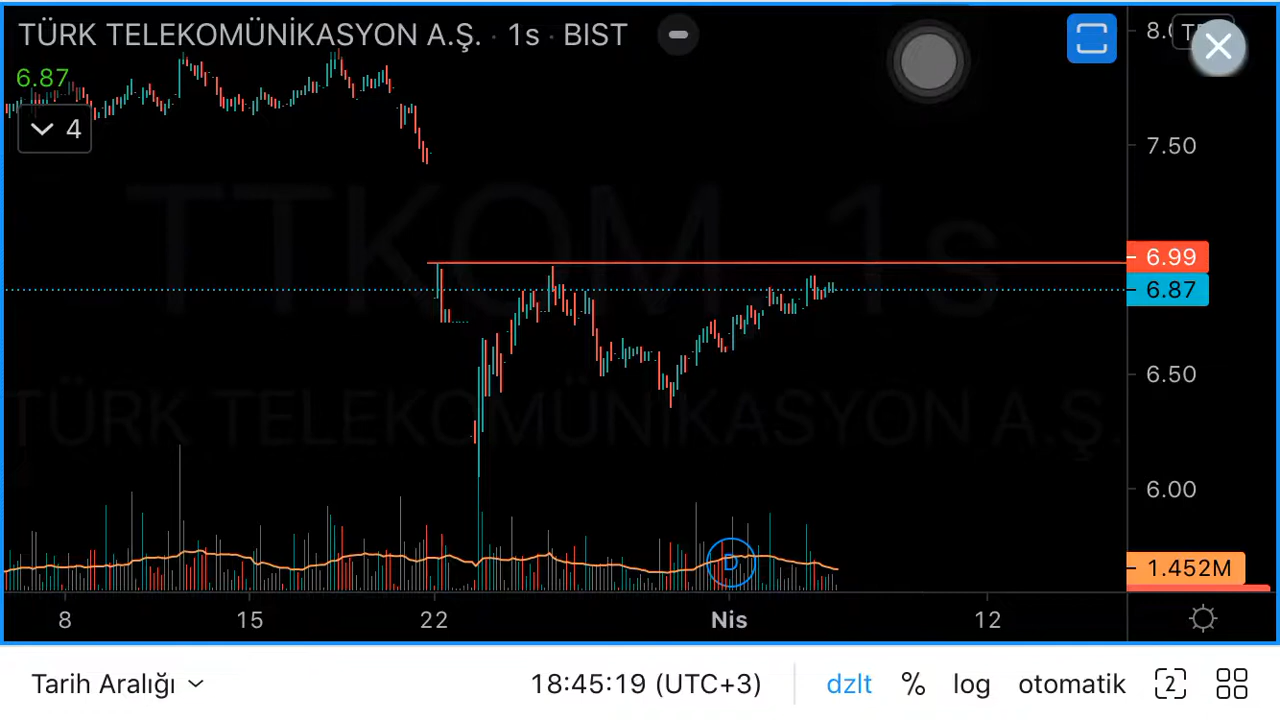 TÜRK TELEKOMÜNİKASYON A.Ş. · 1s · BIST
6.87
4
TTKOM, 1s
TÜRK TELEKOMÜNİKASYON A.Ş.
8.0
7.50
6.99
6.87
6.50
6.00
1.452M
D
8 15 22 Nis 12
Tarih Aralığı 18:45:19 (UTC+3) dzlt % log otomatik 2